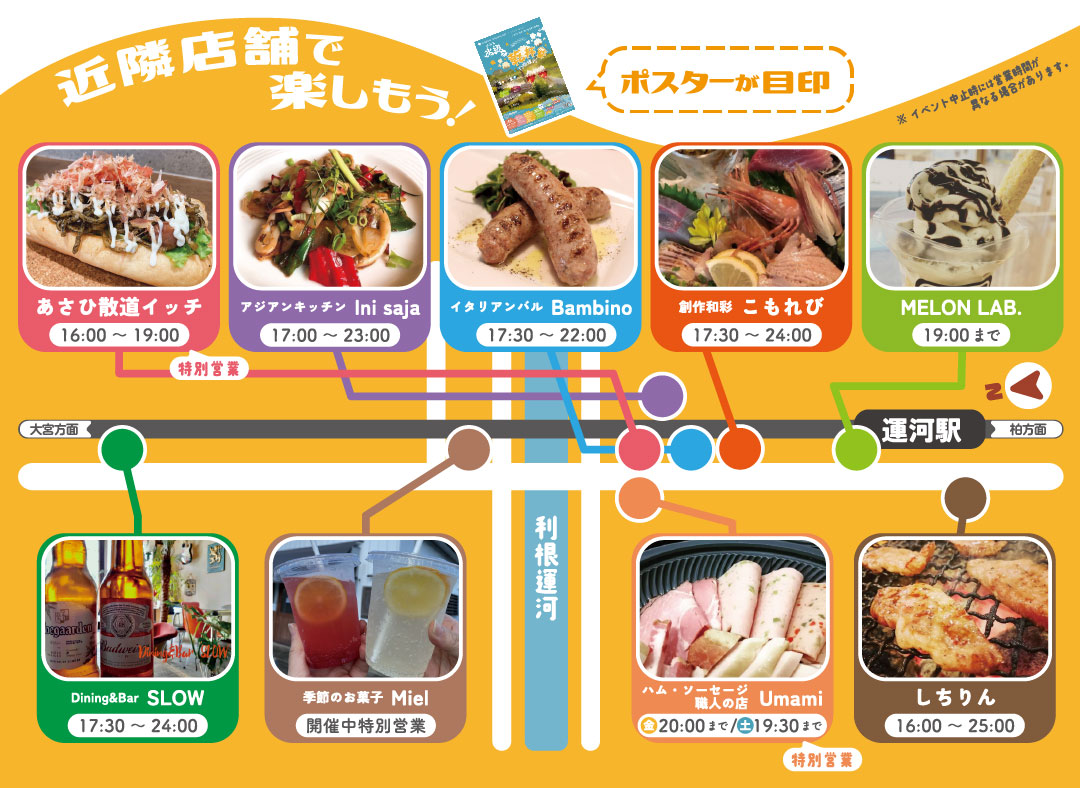 近隣店舗で
楽しもう!
ポスターが目印
※ イベント中止時には営業時間が
異なる場合があります。
あさひ散道イッチ
16:00 〜 19:00
特別営業
アジアンキッチン Ini saja
17:00 〜 23:00
イタリアンバル Bambino
17:30 〜 22:00
創作和彩 こもれび
17:30 〜 24:00
MELON LAB.
19:00 まで
N
大宮方面
運河駅
柏方面
利根運河
Dining&Bar SLOW
Dining & Bar SLOW
Budweiser
17:30 〜 24:00
季節のお菓子 Miel
開催中特別営業
ハム・ソーセージ
職人の店 Umami
金20:00まで/土19:30まで
特別営業
しちりん
16:00 〜 25:00